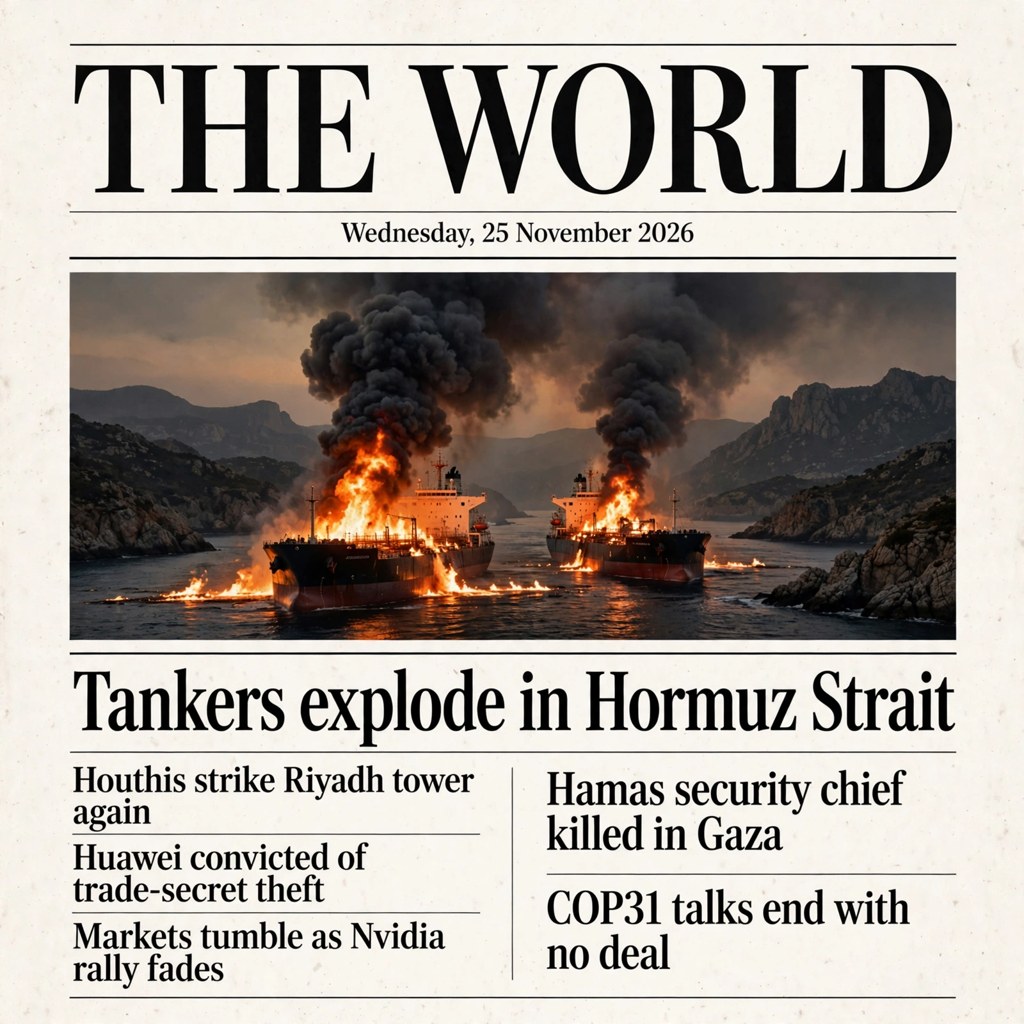 THE WORLD
Wednesday, 25 November 2026
Tankers explode in Hormuz Strait
Houthis strike Riyadh tower
again
Huawei convicted of
trade-secret theft
Markets tumble as Nvidia
rally fades
Hamas security chief
killed in Gaza
COP31 talks end with
no deal